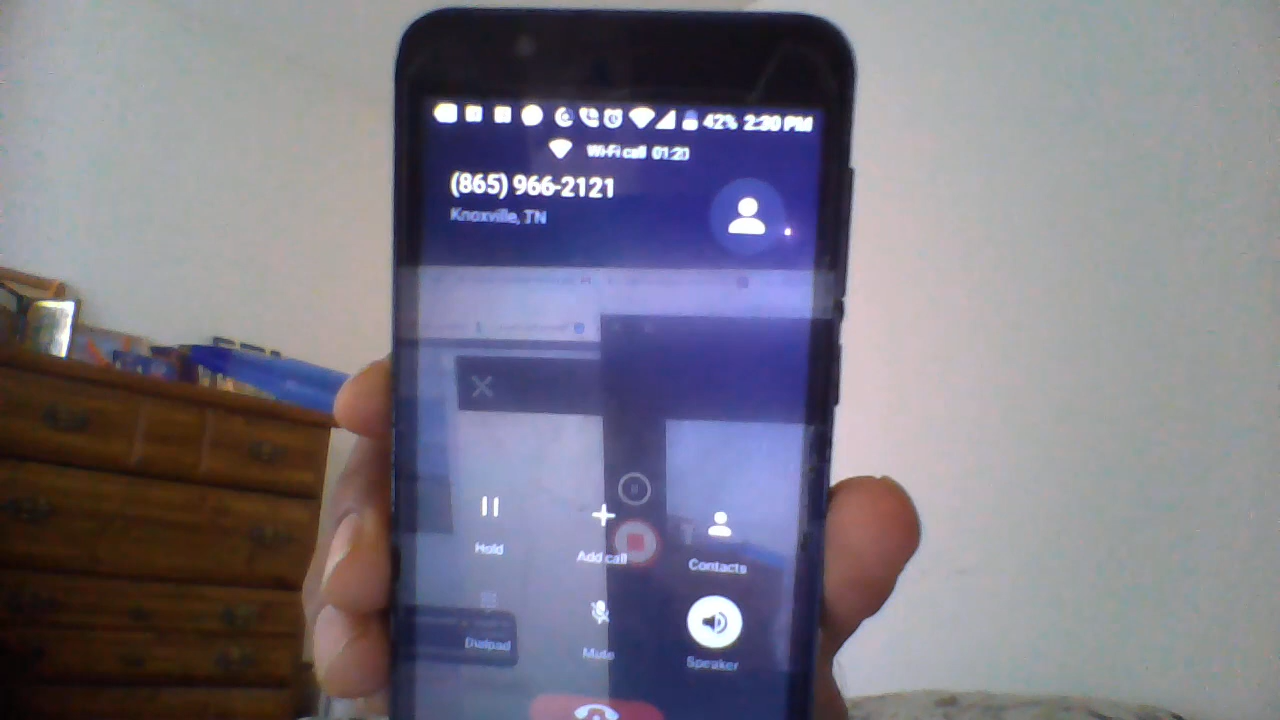 42% 2:30 PM
Wi-Fi call 01:20
(865) 966-2121
Knoxville, TN
Hold
Add call
Contacts
Dialpad
Mute
Speaker